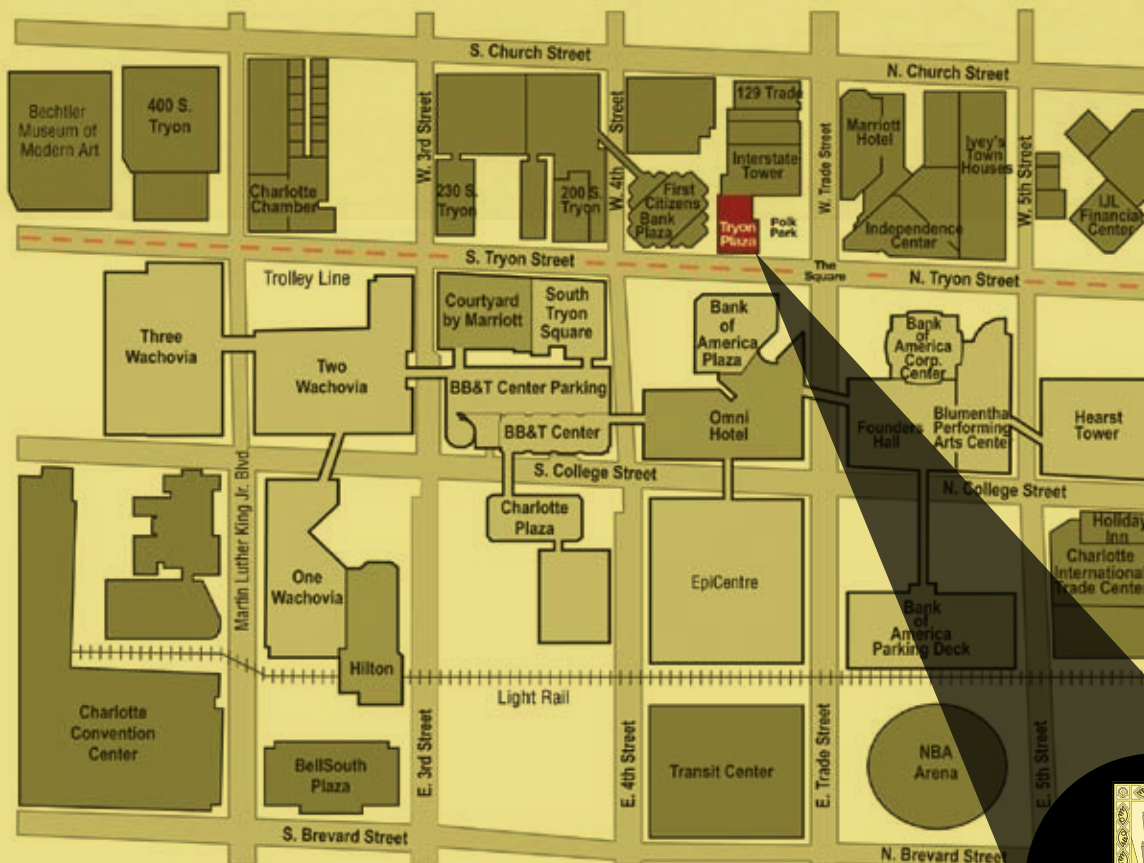 S. Church Street
N. Church Street
Bechtler
Museum of
Modern Art
400 S.
Tryon
Charlotte
Chamber
W. 3rd Street
230 S.
Tryon
200 S.
Tryon
W. 4th Street
First
Citizens
Bank
Plaza
129 Trade
Interstate
Tower
Tryon
Plaza
Polk
Park
W. Trade Street
Marriott
Hotel
Independence
Center
Ivey's
Town
Houses
W. 5th Street
IJL
Financial
Center
S. Tryon Street
The
Square
N. Tryon Street
Trolley Line
Three
Wachovia
Two
Wachovia
Courtyard
by Marriott
South
Tryon
Square
BB&T Center Parking
BB&T Center
Bank
of
America
Plaza
Omni
Hotel
Bank
of
America
Corp.
Center
Founders
Hall
Blumentha
Performing
Arts Center
Hearst
Tower
S. College Street
N. College Street
Martin Luther King Jr. Blvd.
One
Wachovia
Hilton
Charlotte
Plaza
EpiCentre
Bank
of
America
Parking Deck
Holiday
Inn
Charlotte
International
Trade Center
Light Rail
Charlotte
Convention
Center
BellSouth
Plaza
E. 3rd Street
E. 4th Street
Transit Center
E. Trade Street
NBA
Arena
E. 5th Street
S. Brevard Street
N. Brevard Street